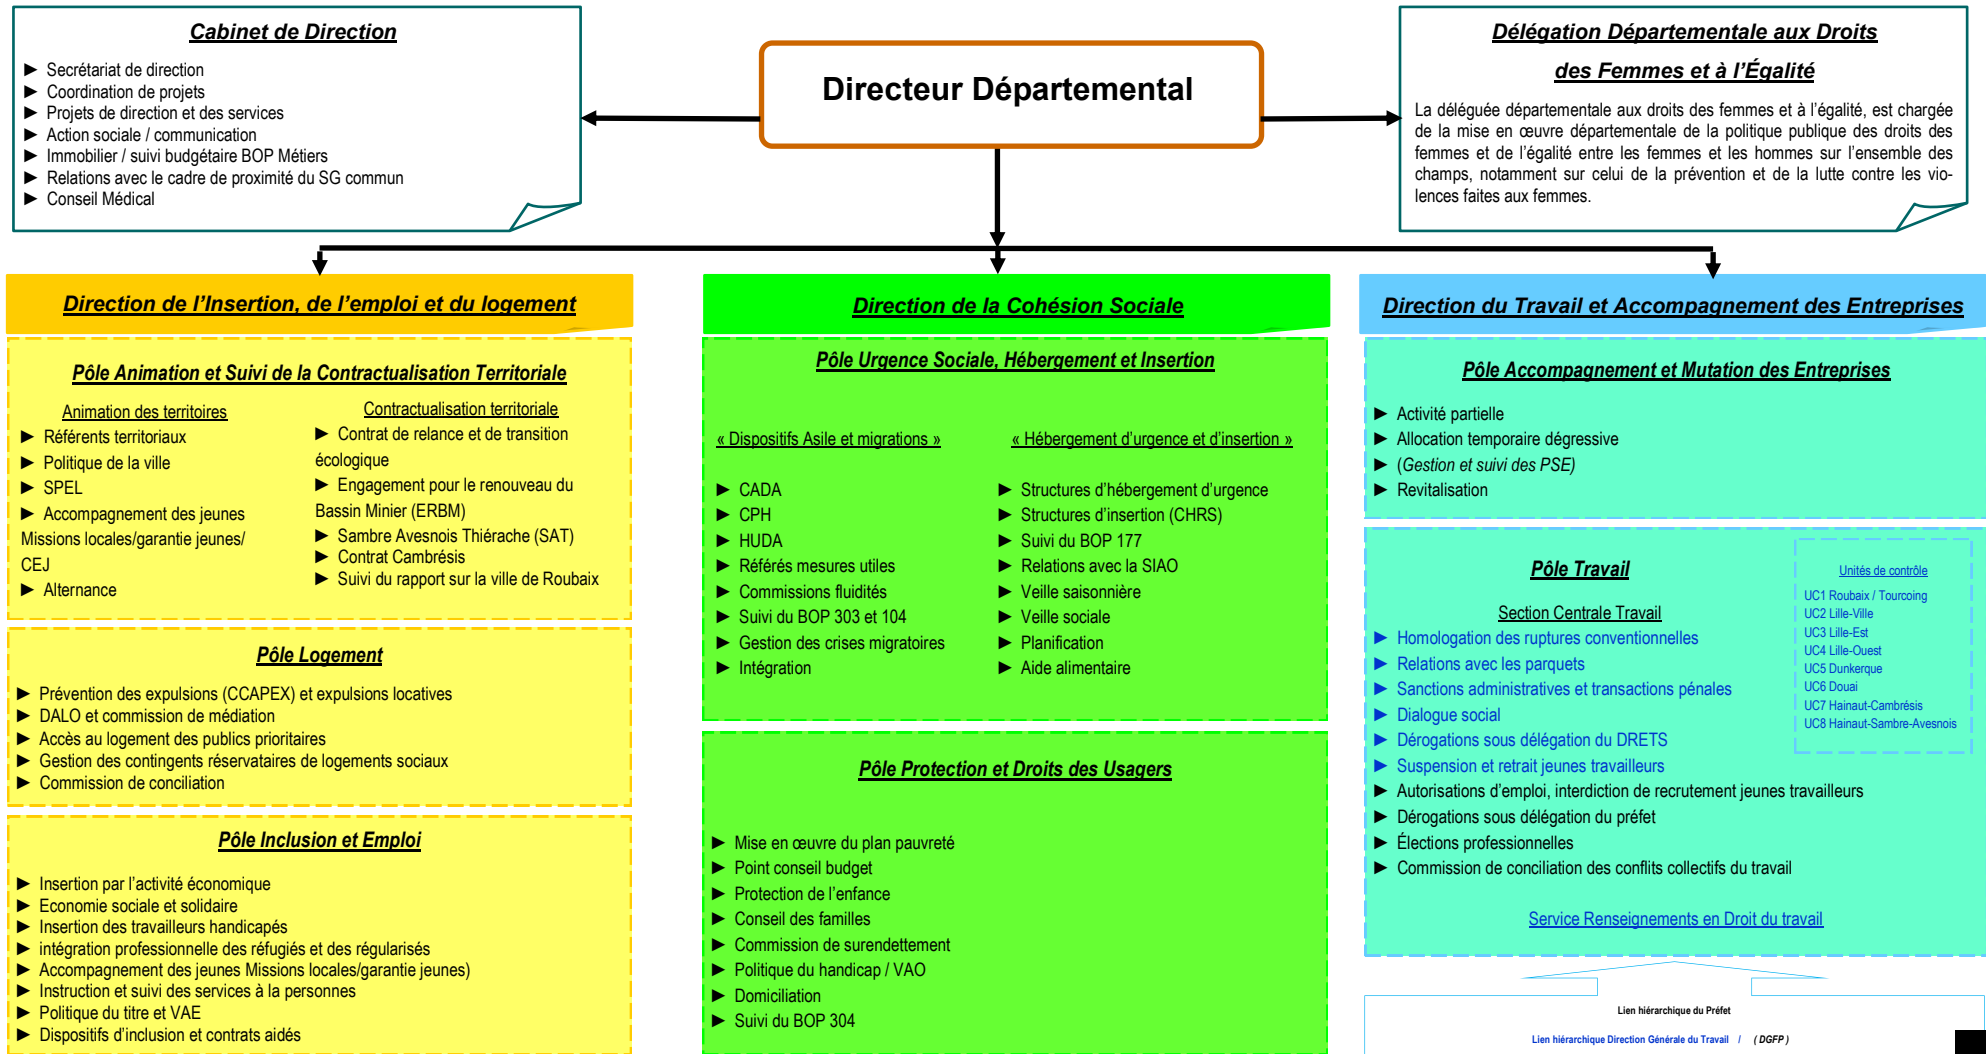 Cabinet de Direction
► Secrétariat de direction
► Coordination de projets
► Projets de direction et des services
► Action sociale / communication
► Immobilier / suivi budgétaire BOP Métiers
► Relations avec le cadre de proximité du SG commun
► Conseil Médical
Directeur Départemental
Délégation Départementale aux Droits
des Femmes et à l’Égalité
La déléguée départementale aux droits des femmes et à l’égalité, est chargée
de la mise en œuvre départementale de la politique publique des droits des
femmes et de l’égalité entre les femmes et les hommes sur l’ensemble des
champs, notamment sur celui de la prévention et de la lutte contre les vio-
lences faites aux femmes.
Direction de l’Insertion, de l’emploi et du logement
Pôle Animation et Suivi de la Contractualisation Territoriale
Animation des territoires
► Référents territoriaux
► Politique de la ville
► SPEL
► Accompagnement des jeunes
Missions locales/garantie jeunes/
CEJ
► Alternance
Contractualisation territoriale
► Contrat de relance et de transition
écologique
► Engagement pour le renouveau du
Bassin Minier (ERBM)
► Sambre Avesnois Thiérache (SAT)
► Contrat Cambrésis
► Suivi du rapport sur la ville de Roubaix
Pôle Logement
► Prévention des expulsions (CCAPEX) et expulsions locatives
► DALO et commission de médiation
► Accès au logement des publics prioritaires
► Gestion des contingents réservataires de logements sociaux
► Commission de conciliation
Pôle Inclusion et Emploi
► Insertion par l’activité économique
► Economie sociale et solidaire
► Insertion des travailleurs handicapés
► intégration professionnelle des réfugiés et des régularisés
► Accompagnement des jeunes Missions locales/garantie jeunes)
► Instruction et suivi des services à la personnes
► Politique du titre et VAE
► Dispositifs d’inclusion et contrats aidés
Direction de la Cohésion Sociale
Pôle Urgence Sociale, Hébergement et Insertion
« Dispositifs Asile et migrations »
► CADA
► CPH
► HUDA
► Référés mesures utiles
► Commissions fluidités
► Suivi du BOP 303 et 104
► Gestion des crises migratoires
► Intégration
« Hébergement d’urgence et d’insertion »
► Structures d’hébergement d’urgence
► Structures d’insertion (CHRS)
► Suivi du BOP 177
► Relations avec la SIAO
► Veille saisonnière
► Veille sociale
► Planification
► Aide alimentaire
Pôle Protection et Droits des Usagers
► Mise en œuvre du plan pauvreté
► Point conseil budget
► Protection de l’enfance
► Conseil des familles
► Commission de surendettement
► Politique du handicap / VAO
► Domiciliation
► Suivi du BOP 304
Direction du Travail et Accompagnement des Entreprises
Pôle Accompagnement et Mutation des Entreprises
► Activité partielle
► Allocation temporaire dégressive
► (Gestion et suivi des PSE)
► Revitalisation
Pôle Travail
Section Centrale Travail
► Homologation des ruptures conventionnelles
► Relations avec les parquets
► Sanctions administratives et transactions pénales
► Dialogue social
► Dérogations sous délégation du DRETS
► Suspension et retrait jeunes travailleurs
► Autorisations d’emploi, interdiction de recrutement jeunes travailleurs
► Dérogations sous délégation du préfet
► Élections professionnelles
► Commission de conciliation des conflits collectifs du travail
Unités de contrôle
UC1 Roubaix / Tourcoing
UC2 Lille-Ville
UC3 Lille-Est
UC4 Lille-Ouest
UC5 Dunkerque
UC6 Douai
UC7 Hainaut-Cambrésis
UC8 Hainaut-Sambre-Avesnois
Service Renseignements en Droit du travail
Lien hiérarchique du Préfet
Lien hiérarchique Direction Générale du Travail / ( DGFP )